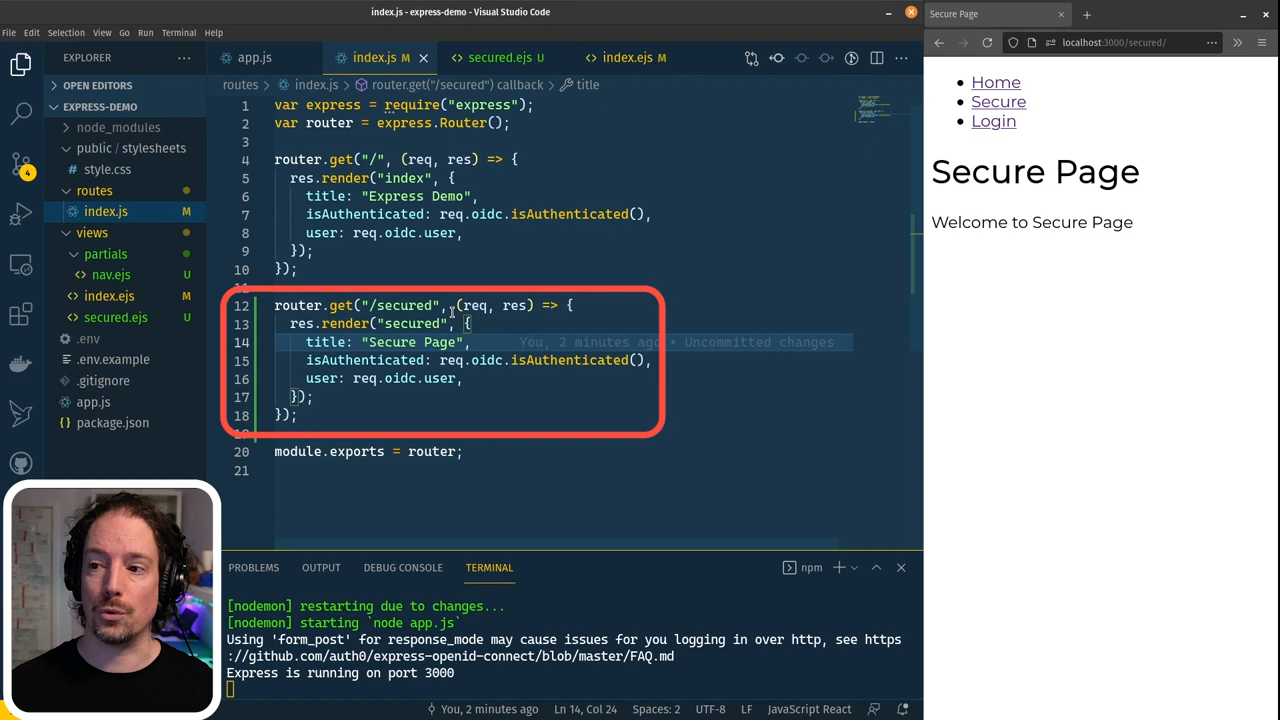 index.js - express-demo - Visual Studio Code
File Edit Selection View Go Run Terminal Help
EXPLORER
OPEN EDITORS
EXPRESS-DEMO
node_modules
public / stylesheets
style.css
routes
index.js M
views
partials
nav.ejs U
index.ejs
secured.ejs U
.env
.env.example
.gitignore
app.js
package.json
4
app.js
index.js M
secured.ejs U
index.ejs M
routes index.js router.get("/secured") callback title
1 var express = require("express");
2 var router = express.Router();
3
4 router.get("/", (req, res) => {
5 res.render("index", {
6 title: "Express Demo",
7 isAuthenticated: req.oidc.isAuthenticated(),
8 user: req.oidc.user,
9 });
10 });
11
12 router.get("/secured", (req, res) => {
13 res.render("secured", {
14 title: "Secure Page", You, 2 minutes ago • Uncommitted changes
15 isAuthenticated: req.oidc.isAuthenticated(),
16 user: req.oidc.user,
17 });
18 });
20 module.exports = router;
21
PROBLEMS OUTPUT DEBUG CONSOLE TERMINAL npm
[nodemon] restarting due to changes...
[nodemon] starting `node app.js`
Using 'form_post' for response_mode may cause issues for you logging in over http, see https
://github.com/auth0/express-openid-connect/blob/master/FAQ.md
Express is running on port 3000
You, 2 minutes ago Ln 14, Col 24 Spaces: 2 UTF-8 LF JavaScript React
Secure Page
localhost:3000/secured/
Home
Secure
Login
Secure Page
Welcome to Secure Page